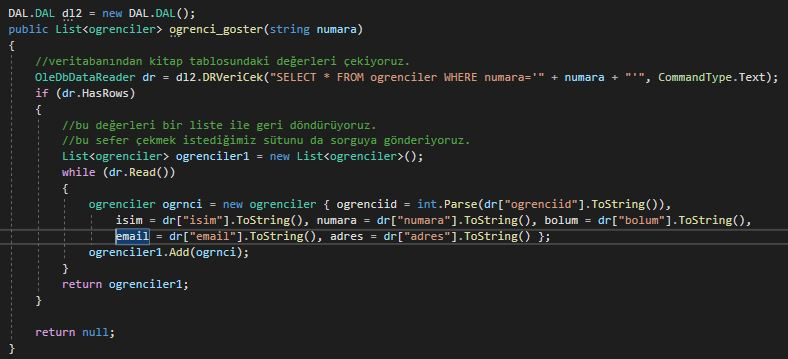 DAL.DAL dl2 = new DAL.DAL();
public List<ogrenciler> ogrenci_goster(string numara)
{
//veritabanından kitap tablosundaki değerleri çekiyoruz.
OleDbDataReader dr = dl2.DRVeriCek("SELECT * FROM ogrenciler WHERE numara='" + numara + "'", CommandType.Text);
if (dr.HasRows)
{
//bu değerleri bir liste ile geri döndürüyoruz.
//bu sefer çekmek istediğimiz sütunu da sorguya gönderiyoruz.
List<ogrenciler> ogrenciler1 = new List<ogrenciler>();
while (dr.Read())
{
ogrenciler ogrnci = new ogrenciler { ogrenciid = int.Parse(dr["ogrenciid"].ToString()),
isim = dr["isim"].ToString(), numara = dr["numara"].ToString(), bolum = dr["bolum"].ToString(),
email = dr["email"].ToString(), adres = dr["adres"].ToString() };
ogrenciler1.Add(ogrnci);
}
return ogrenciler1;
}
return null;
}